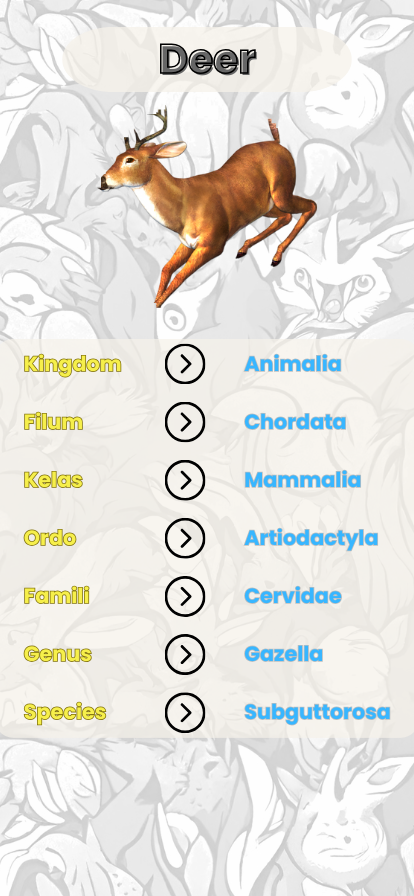 Deer
Kingdom Animalia
Filum Chordata
Kelas Mammalia
Ordo Artiodactyla
Famili Cervidae
Genus Gazella
Species Subguttorosa